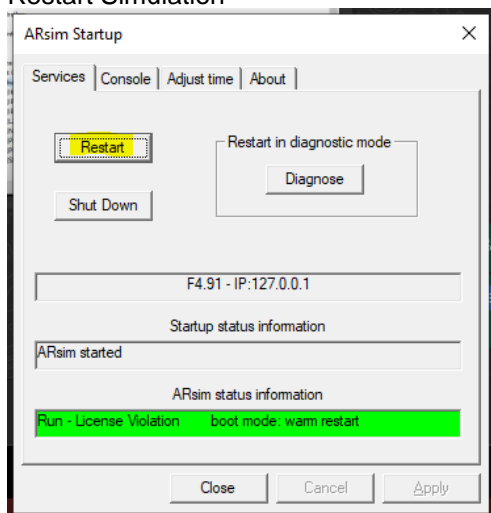 Restart Simulation
ARsim Startup
Services Console Adjust time About
Restart
Restart in diagnostic mode
Diagnose
Shut Down
F4.91 - IP:127.0.0.1
Startup status information
ARsim started
ARsim status information
Run - License Violation boot mode: warm restart
Close Cancel Apply